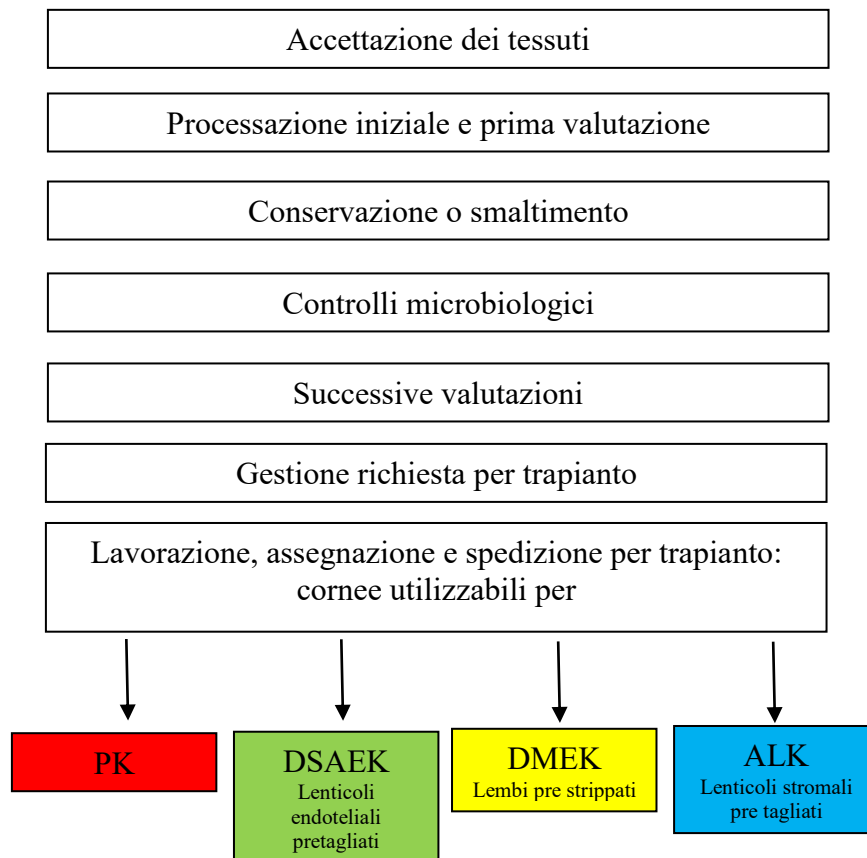 Accettazione dei tessuti
Processazione iniziale e prima valutazione
Conservazione o smaltimento
Controlli microbiologici
Successive valutazioni
Gestione richiesta per trapianto
Lavorazione, assegnazione e spedizione per trapianto:
cornee utilizzabili per
PK
DSAEK
Lenticoli
endoteliali
pretagliati
DMEK
Lembi pre strippati
ALK
Lenticoli stromali
pre tagliati